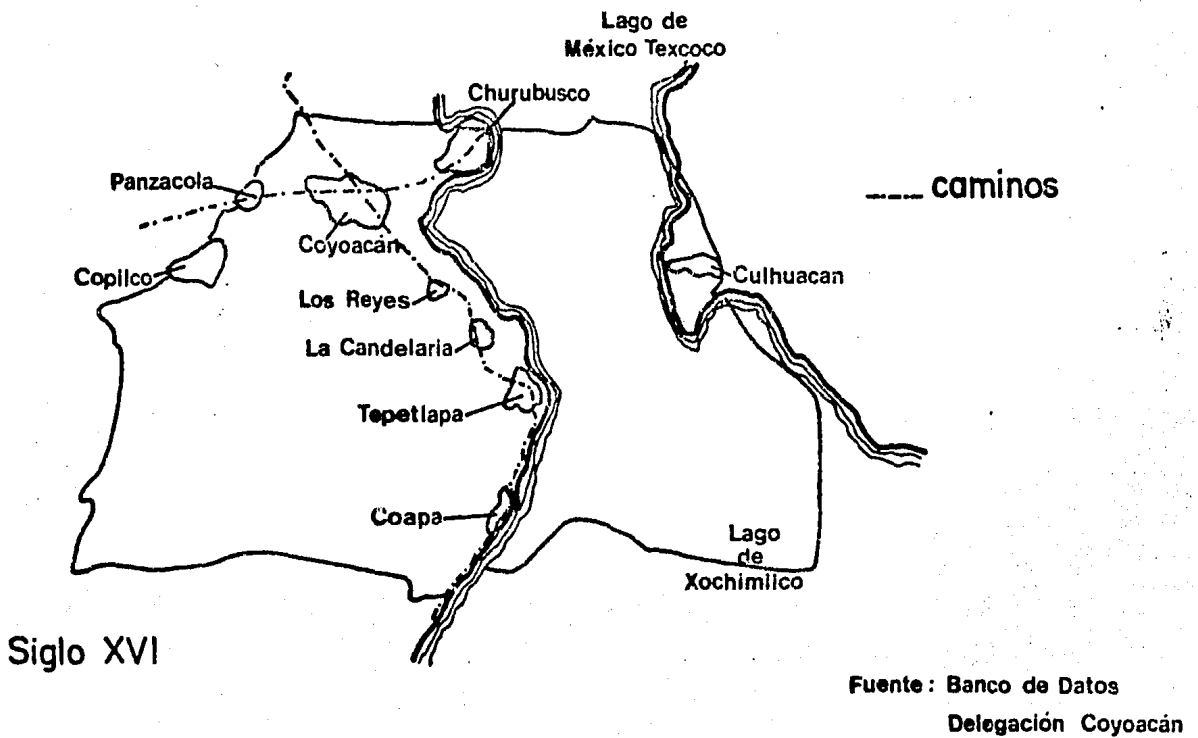 Lago de
México Texcoco
Churubusco
Panzacola
caminos
Coyoacán
Copilco
Culhuacan
Los Reyes
La Candelaria
Tepetlapa
Coapa
Lago
de
Xochimilco
Siglo XVI
Fuente: Banco de Datos
Delegación Coyoacán